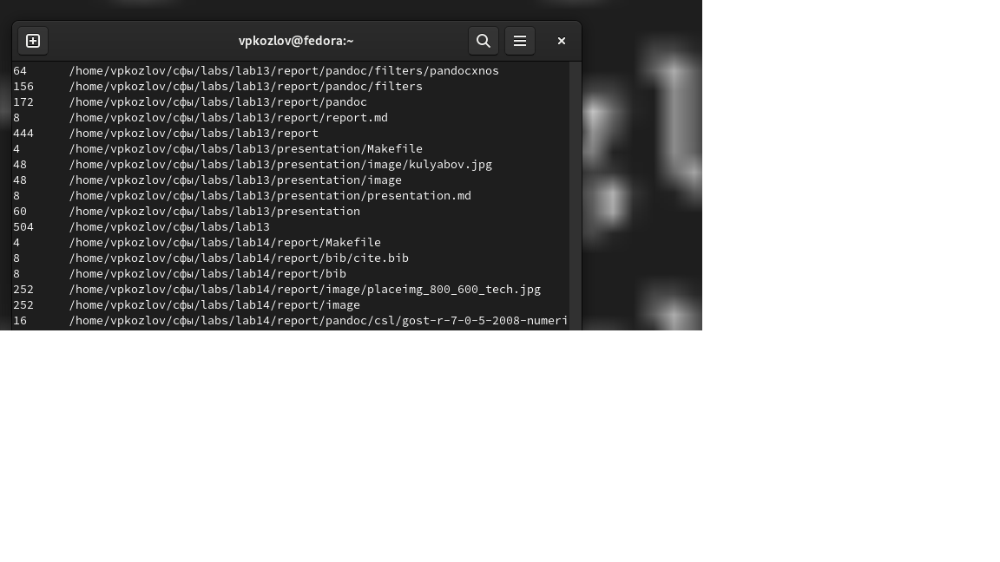 vpkozlov@fedora:~
64 /home/vpkozlov/сфы/labs/lab13/report/pandoc/filters/pandocxnos
156 /home/vpkozlov/сфы/labs/lab13/report/pandoc/filters
172 /home/vpkozlov/сфы/labs/lab13/report/pandoc
8 /home/vpkozlov/сфы/labs/lab13/report/report.md
444 /home/vpkozlov/сфы/labs/lab13/report
4 /home/vpkozlov/сфы/labs/lab13/presentation/Makefile
48 /home/vpkozlov/сфы/labs/lab13/presentation/image/kulyabov.jpg
48 /home/vpkozlov/сфы/labs/lab13/presentation/image
8 /home/vpkozlov/сфы/labs/lab13/presentation/presentation.md
60 /home/vpkozlov/сфы/labs/lab13/presentation
504 /home/vpkozlov/сфы/labs/lab13
4 /home/vpkozlov/сфы/labs/lab14/report/Makefile
8 /home/vpkozlov/сфы/labs/lab14/report/bib/cite.bib
8 /home/vpkozlov/сфы/labs/lab14/report/bib
252 /home/vpkozlov/сфы/labs/lab14/report/image/placeimg_800_600_tech.jpg
252 /home/vpkozlov/сфы/labs/lab14/report/image
16 /home/vpkozlov/сфы/labs/lab14/report/pandoc/csl/gost-r-7-0-5-2008-numeri